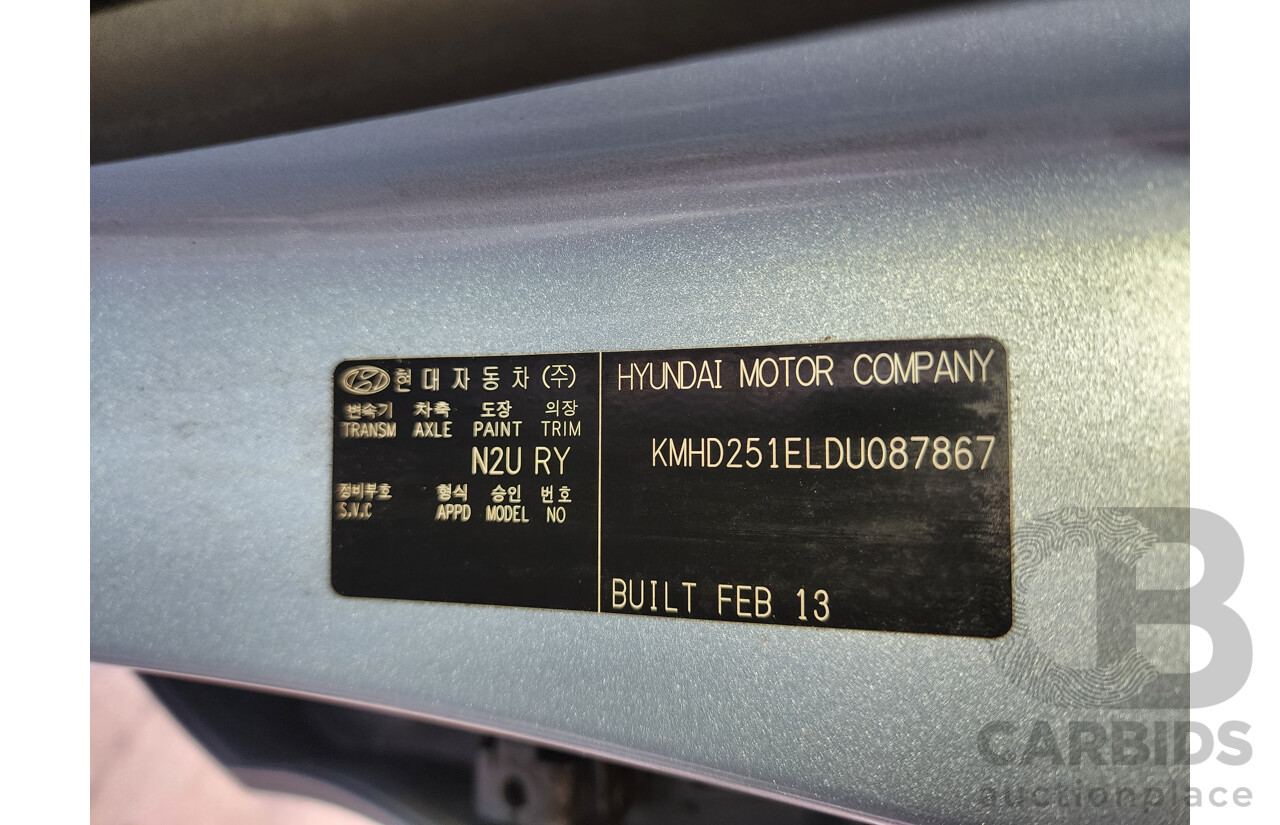 현대자동차(주)
변속기 차축 도장 의장
TRANSM AXLE PAINT TRIM
N2U RY
정비부호 형식 승인 번호
S.V.C APPD MODEL NO
HYUNDAI MOTOR COMPANY
KMHD251ELDU087867
BUILT FEB 13
CB
CARBIDS
auctionplace